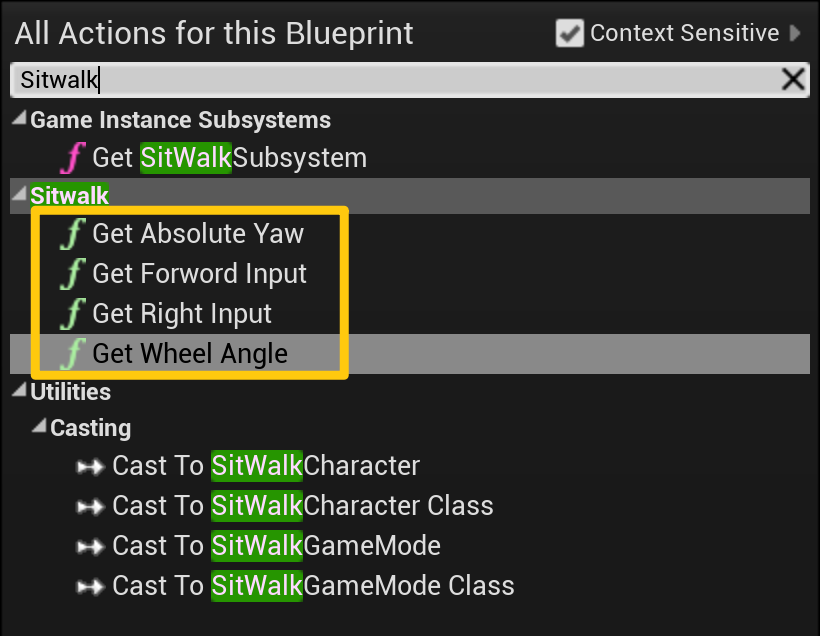 All Actions for this Blueprint
Context Sensitive
Sitwalk
Game Instance Subsystems
Get SitWalkSubsystem
Sitwalk
Get Absolute Yaw
Get Forword Input
Get Right Input
Get Wheel Angle
Utilities
Casting
Cast To SitWalkCharacter
Cast To SitWalkCharacter Class
Cast To SitWalkGameMode
Cast To SitWalkGameMode Class